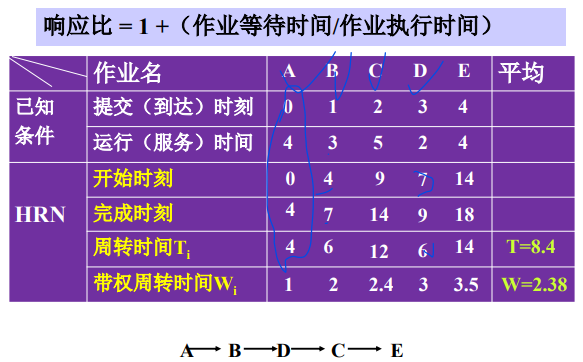 响应比 = 1 +（作业等待时间/作业执行时间）
作业名 A B C D E 平均
已知条件 提交（到达）时刻 0 1 2 3 4
运行（服务）时间 4 3 5 2 4
HRN 开始时刻 0 4 9 7 14
完成时刻 4 7 14 9 18
周转时间Ti 4 6 12 6 14 T=8.4
带权周转时间Wi 1 2 2.4 3 3.5 W=2.38
A B D C E